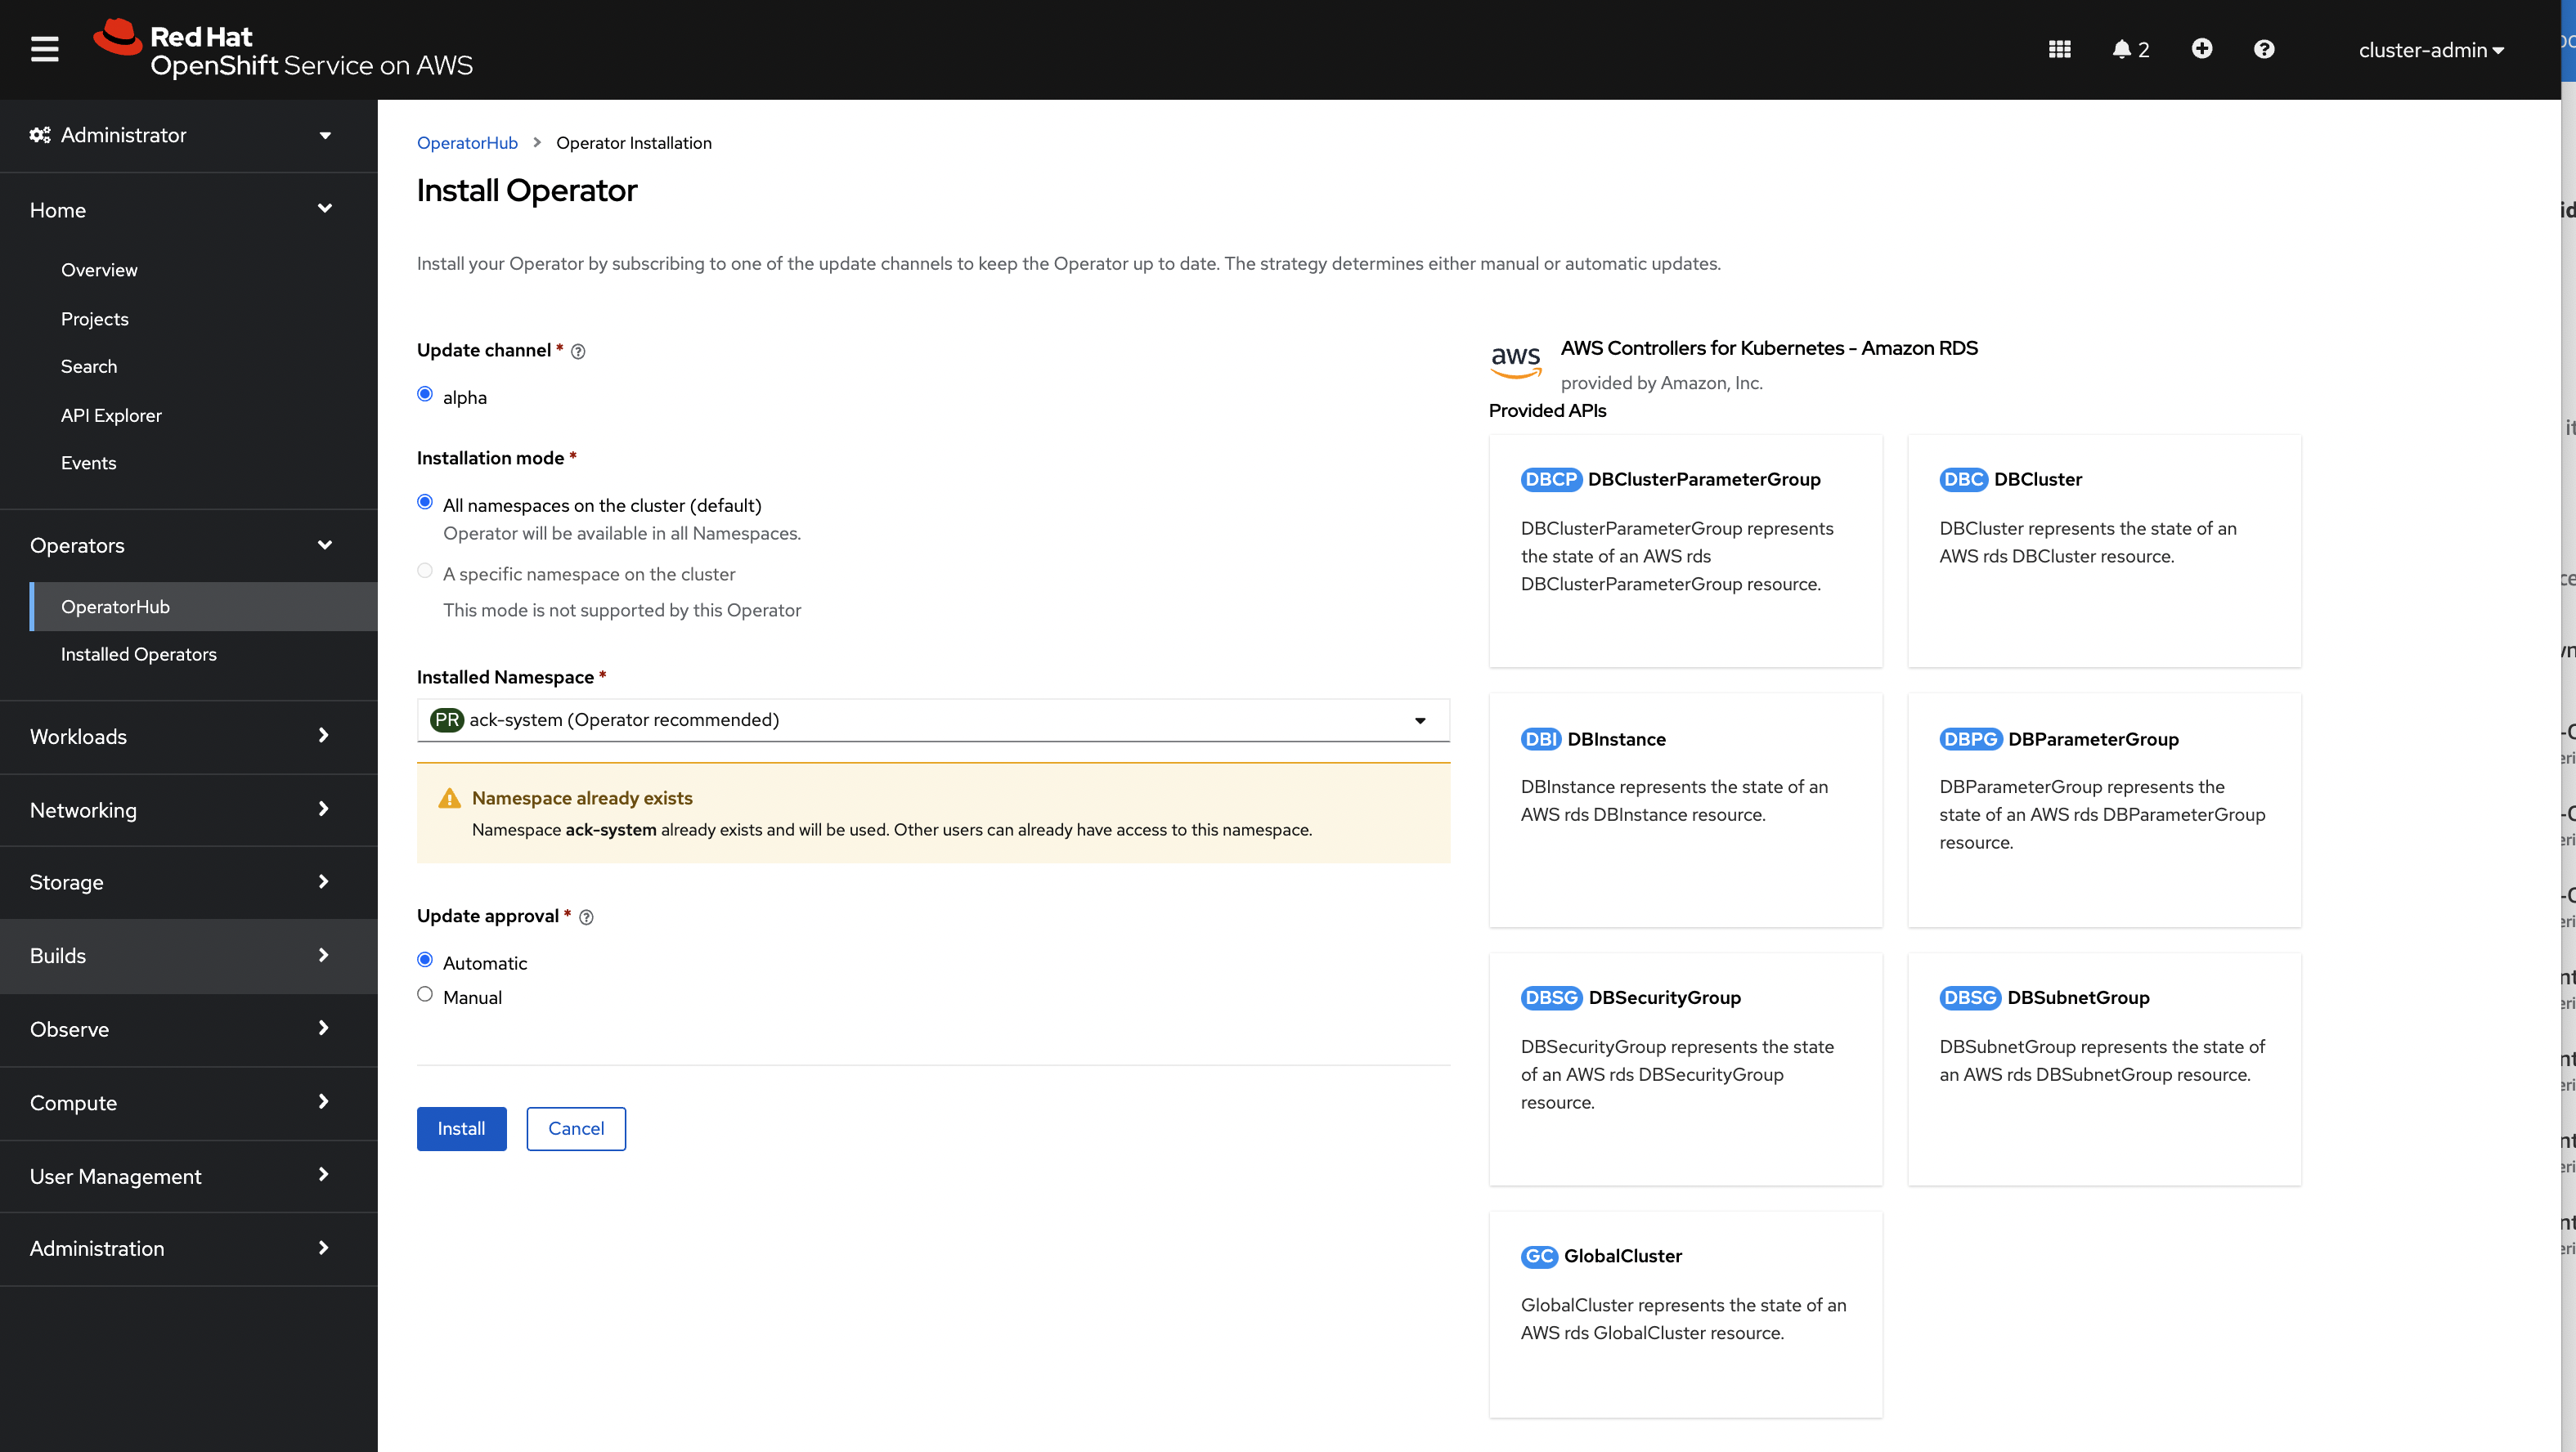 Red Hat
OpenShift Service on AWS
2
cluster-admin
Administrator
Home
Overview
Projects
Search
API Explorer
Events
Operators
OperatorHub
Installed Operators
Workloads
Networking
Storage
Builds
Observe
Compute
User Management
Administration
OperatorHub > Operator Installation
Install Operator
Install your Operator by subscribing to one of the update channels to keep the Operator up to date. The strategy determines either manual or automatic updates.
Update channel *
alpha
Installation mode *
All namespaces on the cluster (default)
Operator will be available in all Namespaces.
A specific namespace on the cluster
This mode is not supported by this Operator
Installed Namespace *
PR ack-system (Operator recommended)
Namespace already exists
Namespace ack-system already exists and will be used. Other users can already have access to this namespace.
Update approval *
Automatic
Manual
Install
Cancel
aws
AWS Controllers for Kubernetes - Amazon RDS
provided by Amazon, Inc.
Provided APIs
DBCP DBClusterParameterGroup
DBClusterParameterGroup represents
the state of an AWS rds
DBClusterParameterGroup resource.
DBC DBCluster
DBCluster represents the state of an
AWS rds DBCluster resource.
DBI DBInstance
DBInstance represents the state of an
AWS rds DBInstance resource.
DBPG DBParameterGroup
DBParameterGroup represents the
state of an AWS rds DBParameterGroup
resource.
DBSG DBSecurityGroup
DBSecurityGroup represents the state
of an AWS rds DBSecurityGroup
resource.
DBSG DBSubnetGroup
DBSubnetGroup represents the state of
an AWS rds DBSubnetGroup resource.
GC GlobalCluster
GlobalCluster represents the state of an
AWS rds GlobalCluster resource.